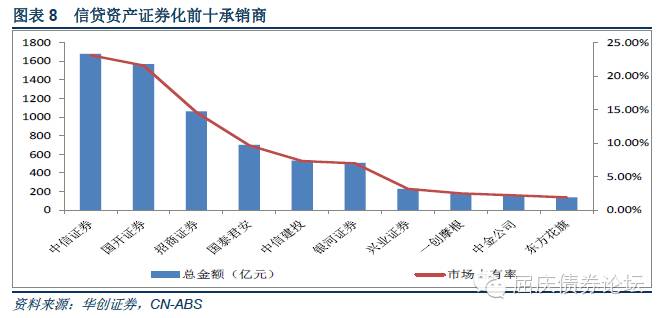 图表 8 信贷资产证券化前十承销商
1800
1600
1400
1200
1000
800
600
400
200
0
25.00%
20.00%
15.00%
10.00%
5.00%
0.00%
中信证券
国开证券
招商证券
国泰君安
中信建投
银河证券
兴业证券
一创摩根
中金公司
东方花旗
总金额（亿元）
市场占有率
屈庆债券论坛
资料来源：华创证券，CN-ABS